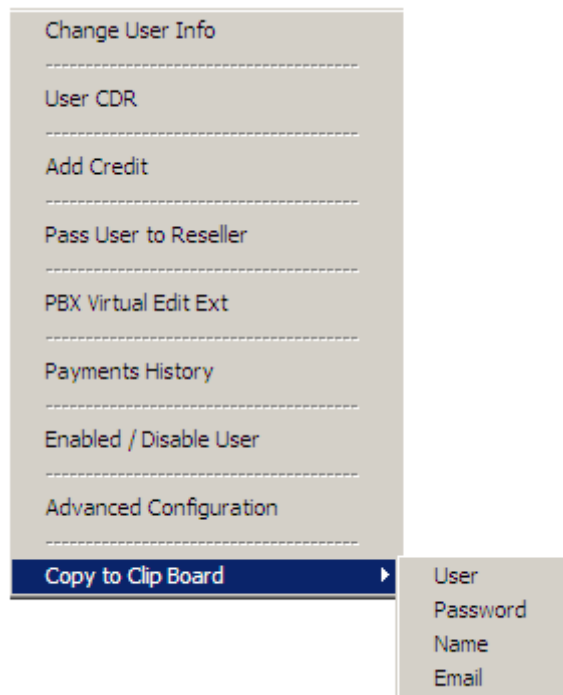 Change User Info
User CDR
Add Credit
Pass User to Reseller
PBX Virtual Edit Ext
Payments History
Enabled / Disable User
Advanced Configuration
Copy to Clip Board
User
Password
Name
Email